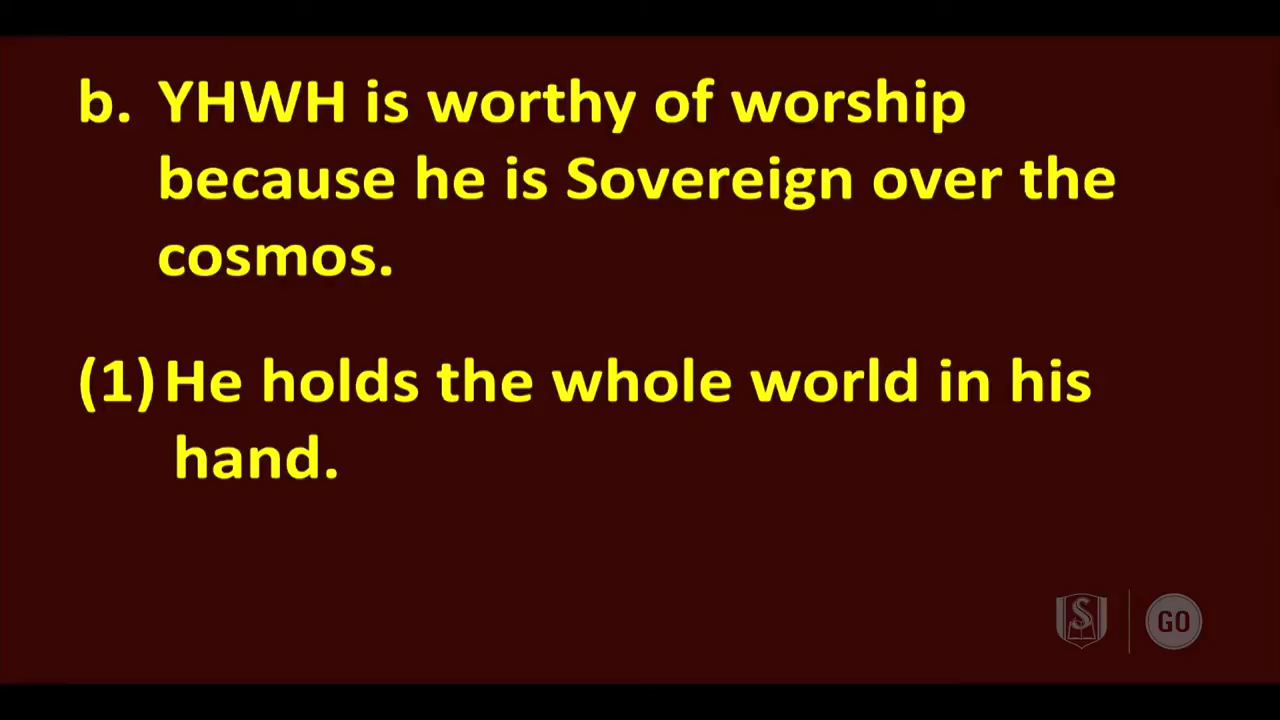 b. YHWH is worthy of worship
because he is Sovereign over the
cosmos.
(1) He holds the whole world in his
hand.
S
GO